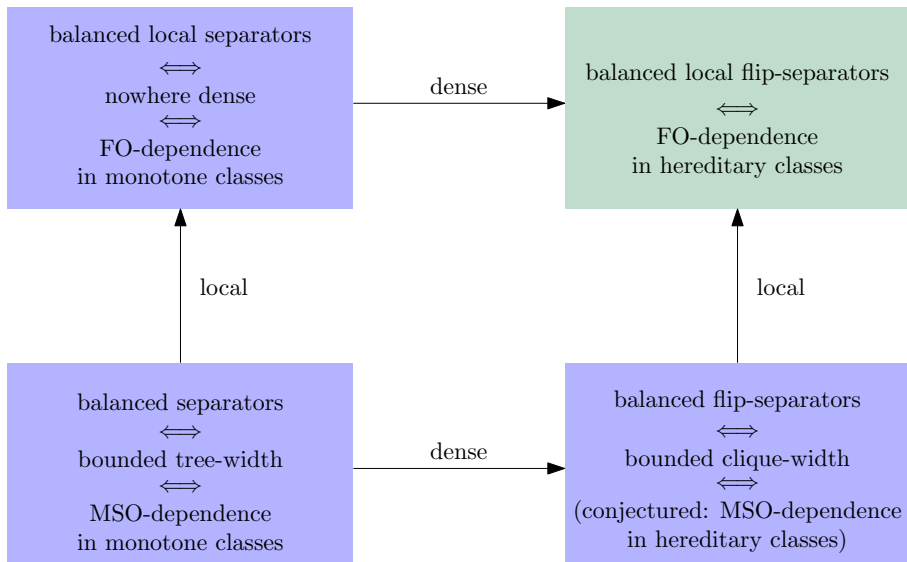 balanced local separators
⟺
nowhere dense
⟺
FO-dependence
in monotone classes
dense
balanced local flip-separators
⟺
FO-dependence
in hereditary classes
local
local
balanced separators
⟺
bounded tree-width
⟺
MSO-dependence
in monotone classes
dense
balanced flip-separators
⟺
bounded clique-width
⟺
(conjectured: MSO-dependence
in hereditary classes)